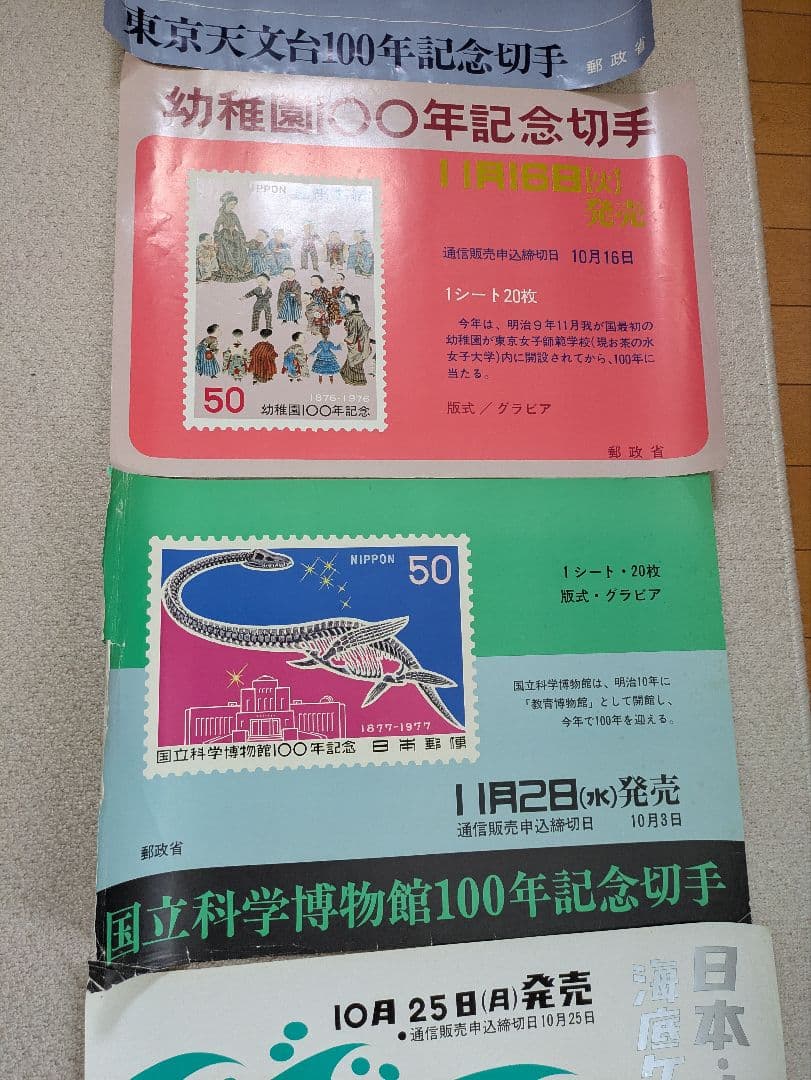 東京天文台100年記念切手
郵政省
幼稚園100年記念切手
11月16日(火)
発売
通信販売申込締切日 10月16日
1シート20枚
今年は、明治9年11月我が国最初の
幼稚園が東京女子師範学校(現お茶の水
女子大学)内に開設されてから、100年に
当たる。
版式/グラビア
郵政省
NIPPON
50
1876-1976
幼稚園100年記念
NIPPON
50
1877-1977
国立科学博物館100年記念 日本郵便
1シート・20枚
版式・グラビア
国立科学博物館は、明治10年に
「教育博物館」として開館し、
今年で100年を迎える。
11月2日(水)発売
通信販売申込締切日 10月3日
郵政省
国立科学博物館100年記念切手
10月25日(月)発売
●通信販売申込締切日10月25日
日本・
海底